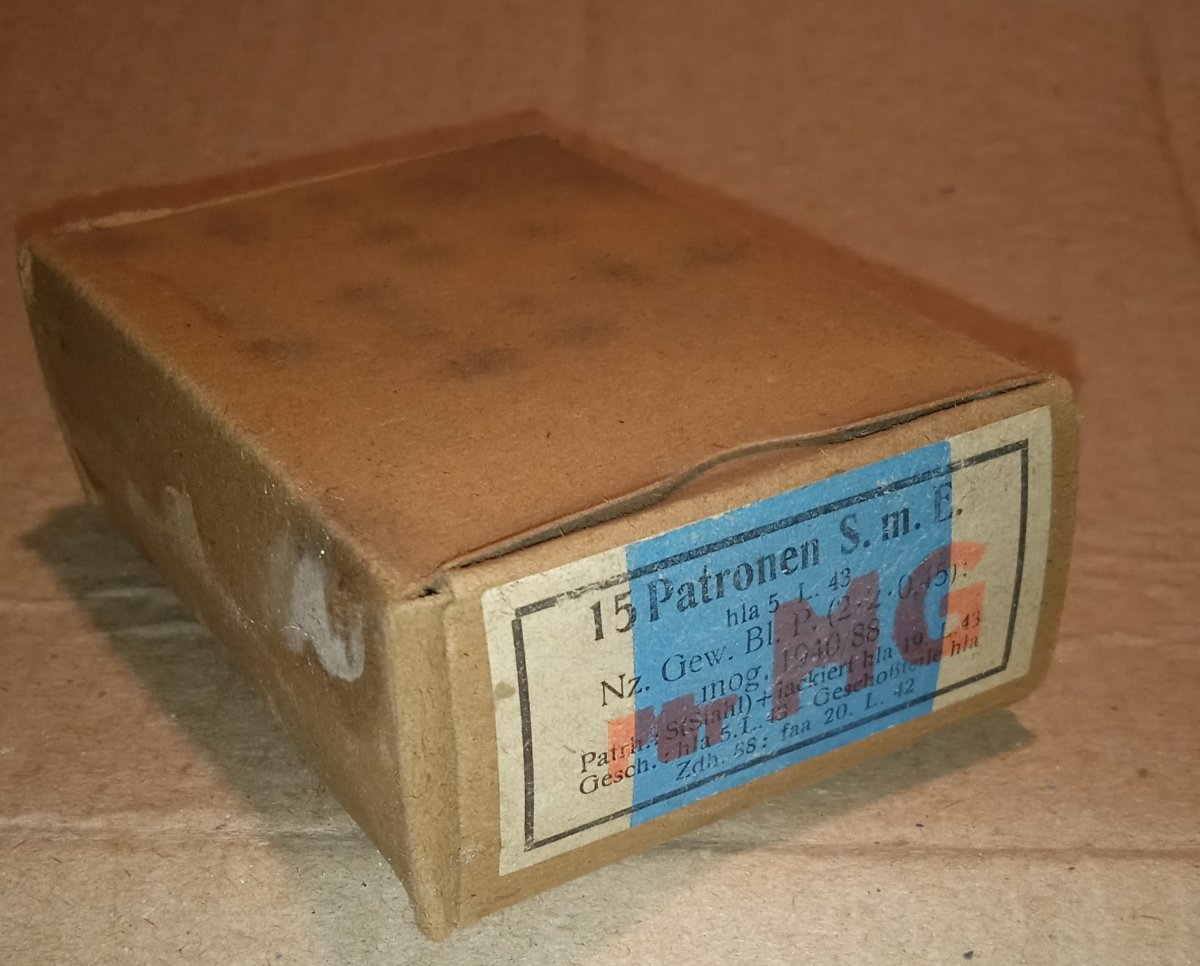 15 Patronen S. m. E.
hla 5. L. 43
Nz. Gew. Bl. P. (2·2·0,45):
mog. 1940/88
Patrh.: S(Stahl)+lackiert hla 19. L. 43
Gesch.: hla 5. L. 43 · Geschoßteile hla
Zdh. 88: faa 20. L. 42
MG